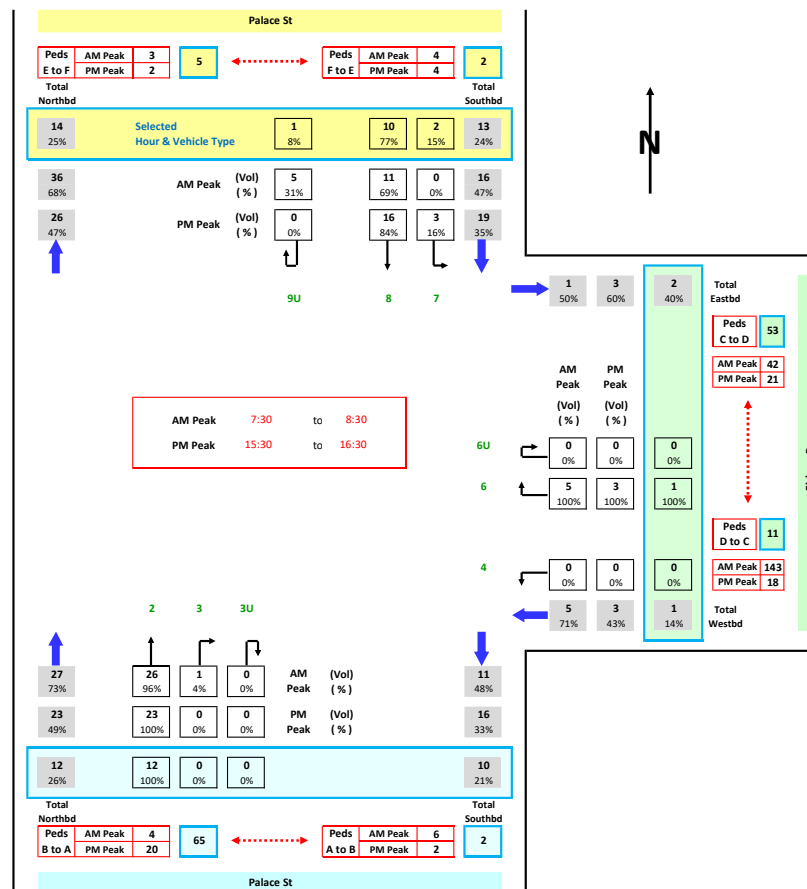 Palace St
Peds AM Peak 3 5 Peds AM Peak 4 2
E to F PM Peak 2 F to E PM Peak 4
Total Total
Northbd Southbd
14 Selected 1 10 2 13
25% Hour & Vehicle Type 8% 77% 15% 24%
36 AM Peak (Vol) 5 11 0 16
68% ( % ) 31% 69% 0% 47%
26 PM Peak (Vol) 0 16 3 19
47% ( % ) 0% 84% 16% 35%
N
9U 8 7
1 3 2 Total
50% 60% 40% Eastbd
Peds 53
C to D
AM Peak 42
PM Peak 21
AM PM
Peak Peak
(Vol) (Vol)
( % ) ( % )
AM Peak 7:30 to 8:30
PM Peak 15:30 to 16:30
6U 0 0 0
0% 0% 0%
6 5 3 1
100% 100% 100%
Peds 11
D to C
AM Peak 143
PM Peak 18
4 0 0 0
0% 0% 0%
5 3 1 Total
71% 43% 14% Westbd
2 3 3U
27 26 1 0 AM (Vol) 11
73% 96% 4% 0% Peak ( % ) 48%
23 23 0 0 PM (Vol) 16
49% 100% 0% 0% Peak ( % ) 33%
12 12 0 0 10
26% 100% 0% 0% 21%
Total Total
Northbd Southbd
Peds AM Peak 4 65 Peds AM Peak 6 2
B to A PM Peak 20 A to B PM Peak 2
Palace St